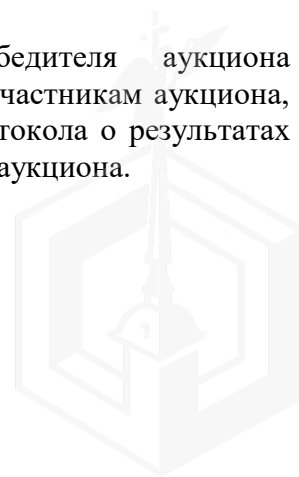 бедителя аукциона
частникам аукциона,
токола о результатах
аукциона.